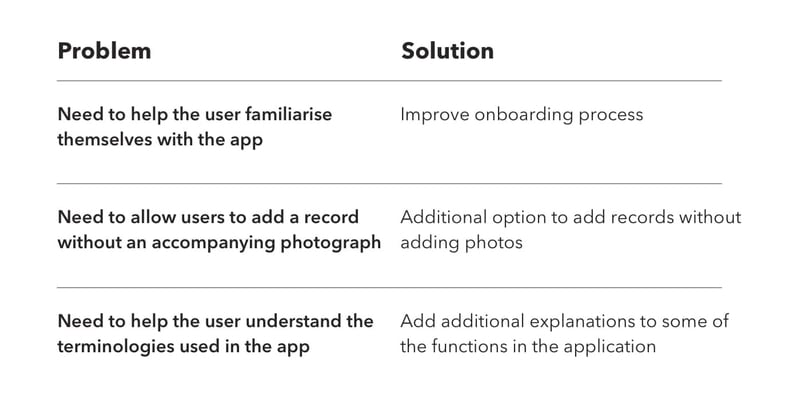 Problem
Solution
Need to help the user familiarise
themselves with the app
Improve onboarding process
Need to allow users to add a record
without an accompanying photograph
Additional option to add records without
adding photos
Need to help the user understand the
terminologies used in the app
Add additional explanations to some of
the functions in the application